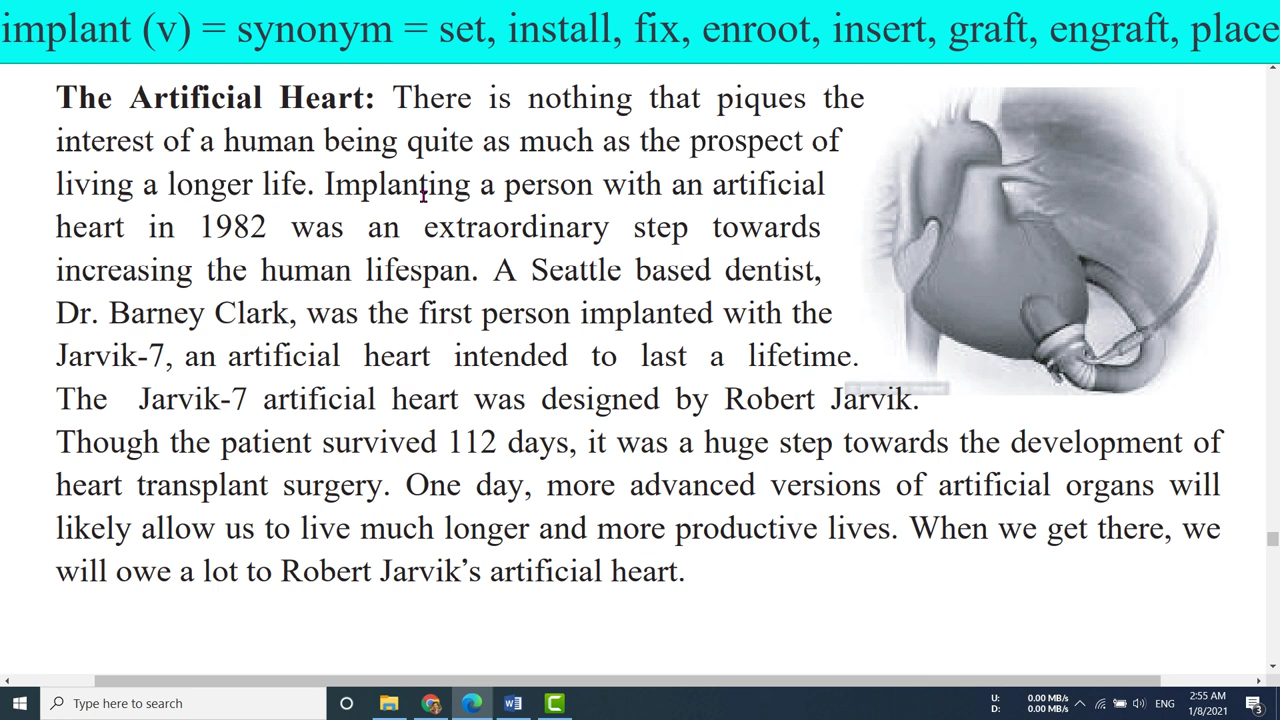 implant (v) = synonym = set, install, fix, enroot, insert, graft, engraft, place
The Artificial Heart: There is nothing that piques the
interest of a human being quite as much as the prospect of
living a longer life. Implanting a person with an artificial
heart in 1982 was an extraordinary step towards
increasing the human lifespan. A Seattle based dentist,
Dr. Barney Clark, was the first person implanted with the
Jarvik-7, an artificial heart intended to last a lifetime.
The Jarvik-7 artificial heart was designed by Robert Jarvik.
Though the patient survived 112 days, it was a huge step towards the development of
heart transplant surgery. One day, more advanced versions of artificial organs will
likely allow us to live much longer and more productive lives. When we get there, we
will owe a lot to Robert Jarvik’s artificial heart.
Type here to search
U: 0.00 MB/s
D: 0.00 MB/s
ENG
2:55 AM
1/8/2021
3